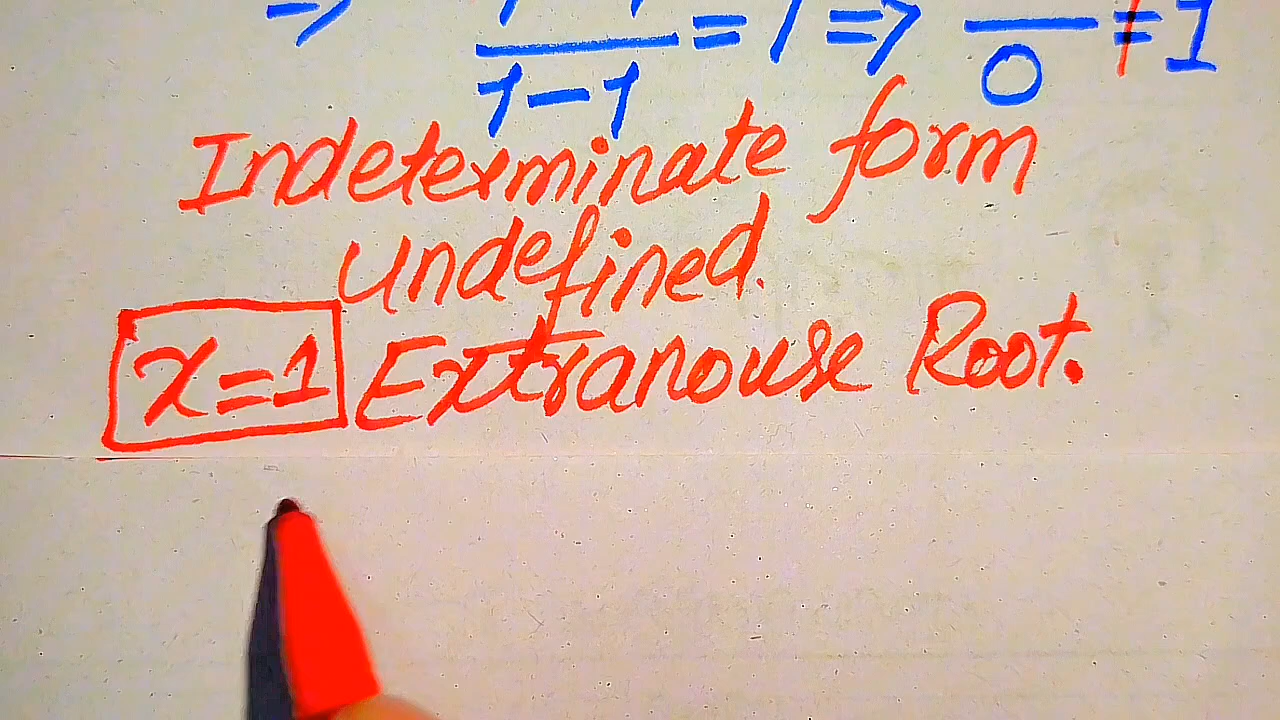 => 1-1 = 1 => 0 ≠ 1
Indeterminate form
undefined.
x=1 Extranouse Root.